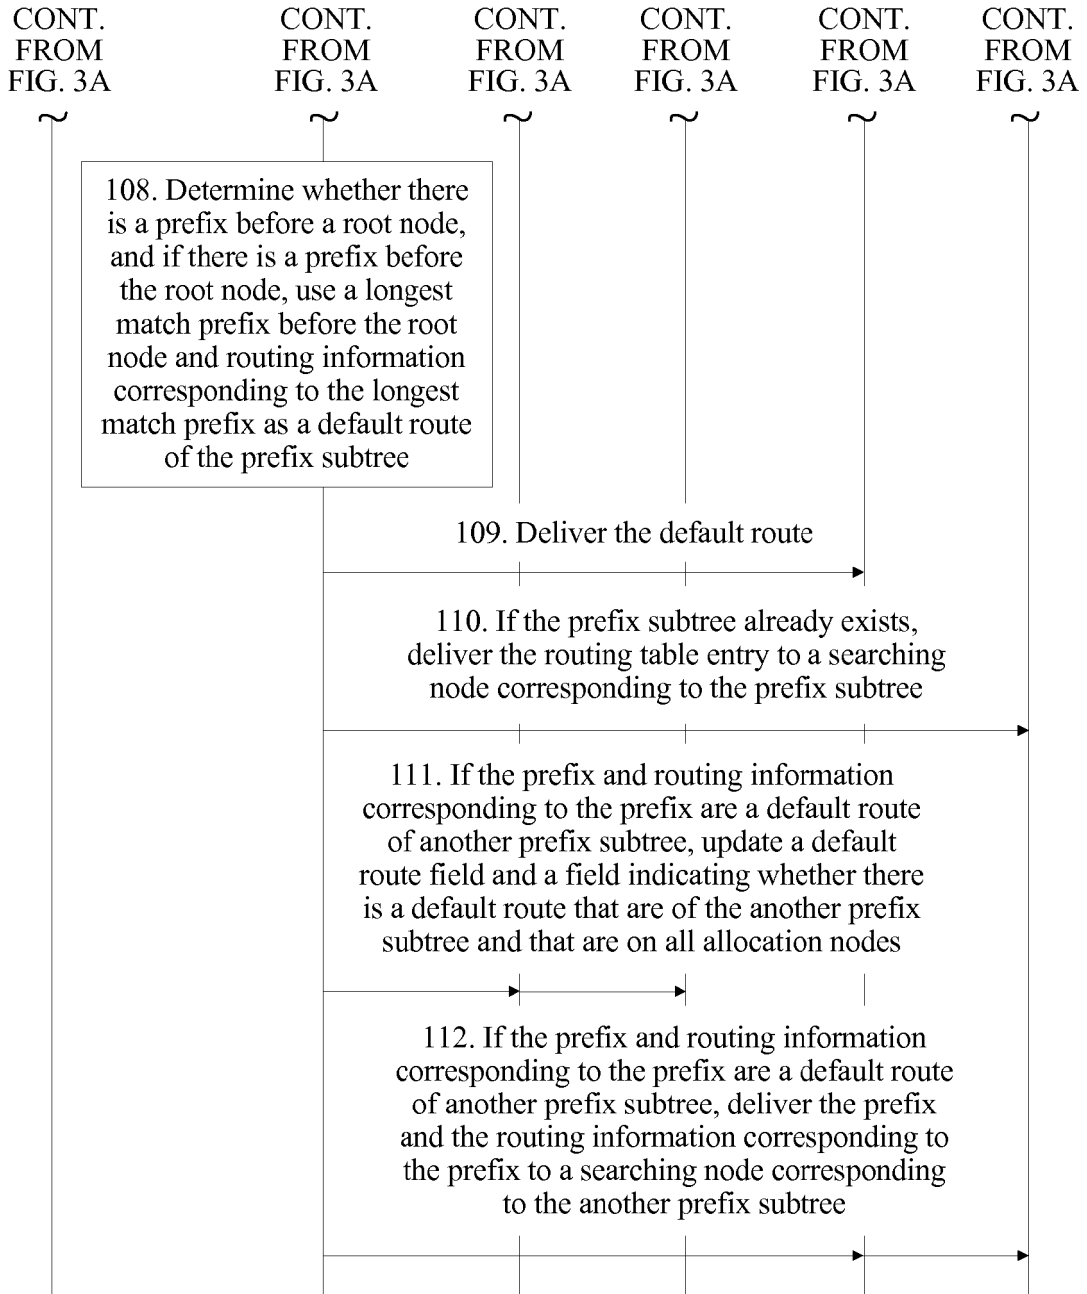 CONT. FROM FIG. 3A
CONT. FROM FIG. 3A
CONT. FROM FIG. 3A
CONT. FROM FIG. 3A
CONT. FROM FIG. 3A
CONT. FROM FIG. 3A
108. Determine whether there
is a prefix before a root node,
and if there is a prefix before
the root node, use a longest
match prefix before the root
node and routing information
corresponding to the longest
match prefix as a default route
of the prefix subtree
109. Deliver the default route
110. If the prefix subtree already exists,
deliver the routing table entry to a searching
node corresponding to the prefix subtree
111. If the prefix and routing information
corresponding to the prefix are a default route
of another prefix subtree, update a default
route field and a field indicating whether there
is a default route that are of the another prefix
subtree and that are on all allocation nodes
112. If the prefix and routing information
corresponding to the prefix are a default route
of another prefix subtree, deliver the prefix
and the routing information corresponding to
the prefix to a searching node corresponding
to the another prefix subtree